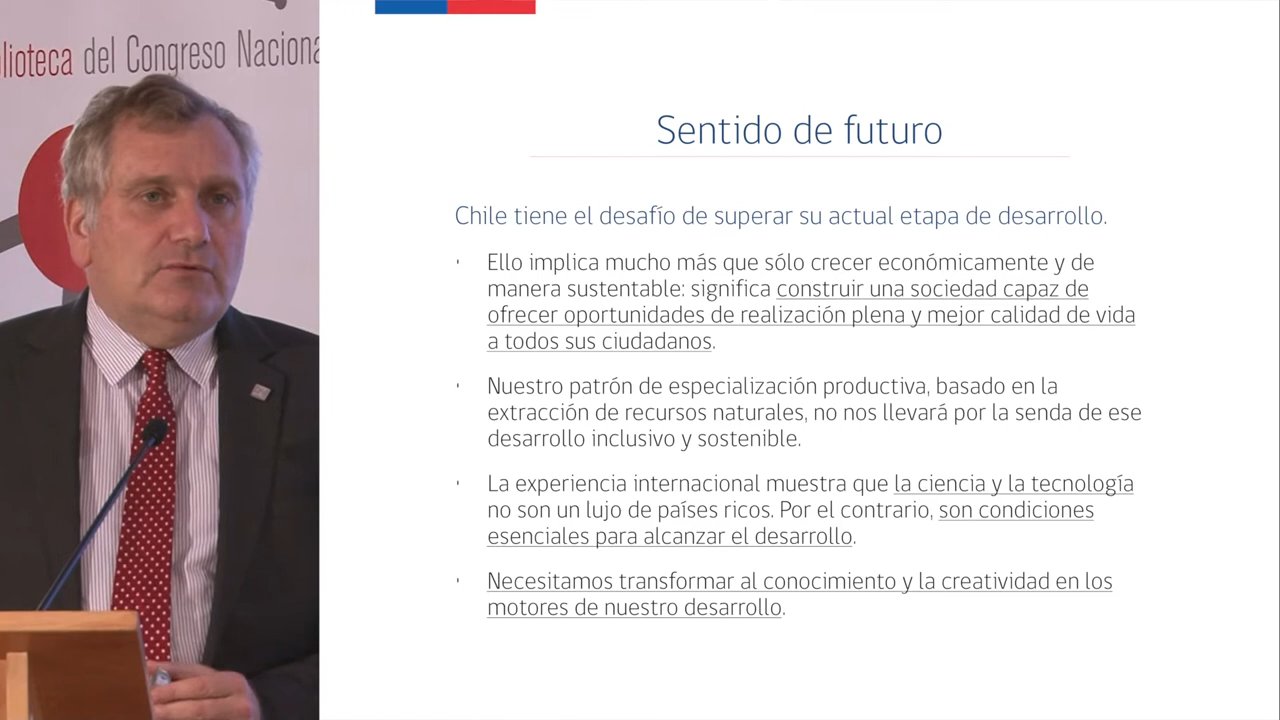 del Congreso
Sentido de futuro
Chile tiene el desafío de superar su actual etapa de desarrollo.
· Ello implica mucho más que sólo crecer económicamente y de
manera sustentable: significa construir una sociedad capaz de
ofrecer oportunidades de realización plena y mejor calidad de vida
a todos sus ciudadanos.
· Nuestro patrón de especialización productiva, basado en la
extracción de recursos naturales, no nos llevará por la senda de ese
desarrollo inclusivo y sostenible.
· La experiencia internacional muestra que la ciencia y la tecnología
no son un lujo de países ricos. Por el contrario, son condiciones
esenciales para alcanzar el desarrollo.
· Necesitamos transformar al conocimiento y la creatividad en los
motores de nuestro desarrollo.